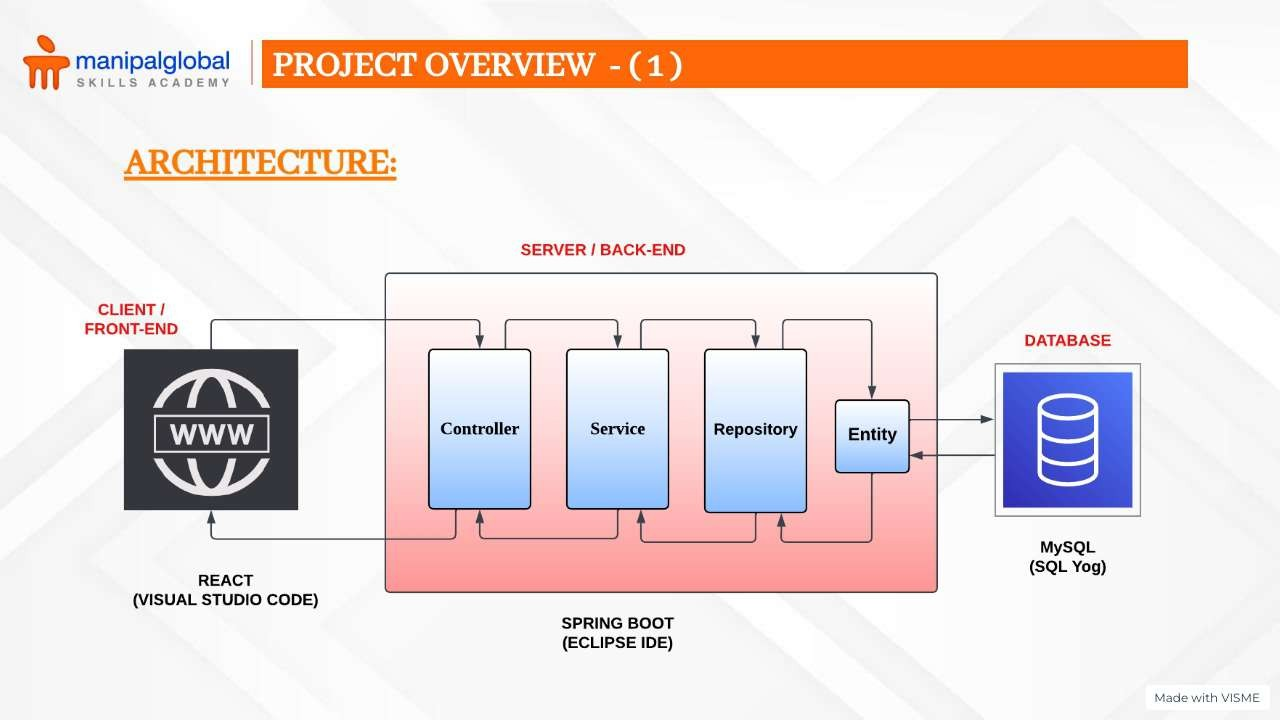 manipalglobal
SKILLS ACADEMY
PROJECT OVERVIEW - ( 1 )
ARCHITECTURE:
SERVER / BACK-END
CLIENT /
FRONT-END
DATABASE
WWW
Controller
Service
Repository
Entity
MySQL
(SQL Yog)
REACT
(VISUAL STUDIO CODE)
SPRING BOOT
(ECLIPSE IDE)
Made with VISME